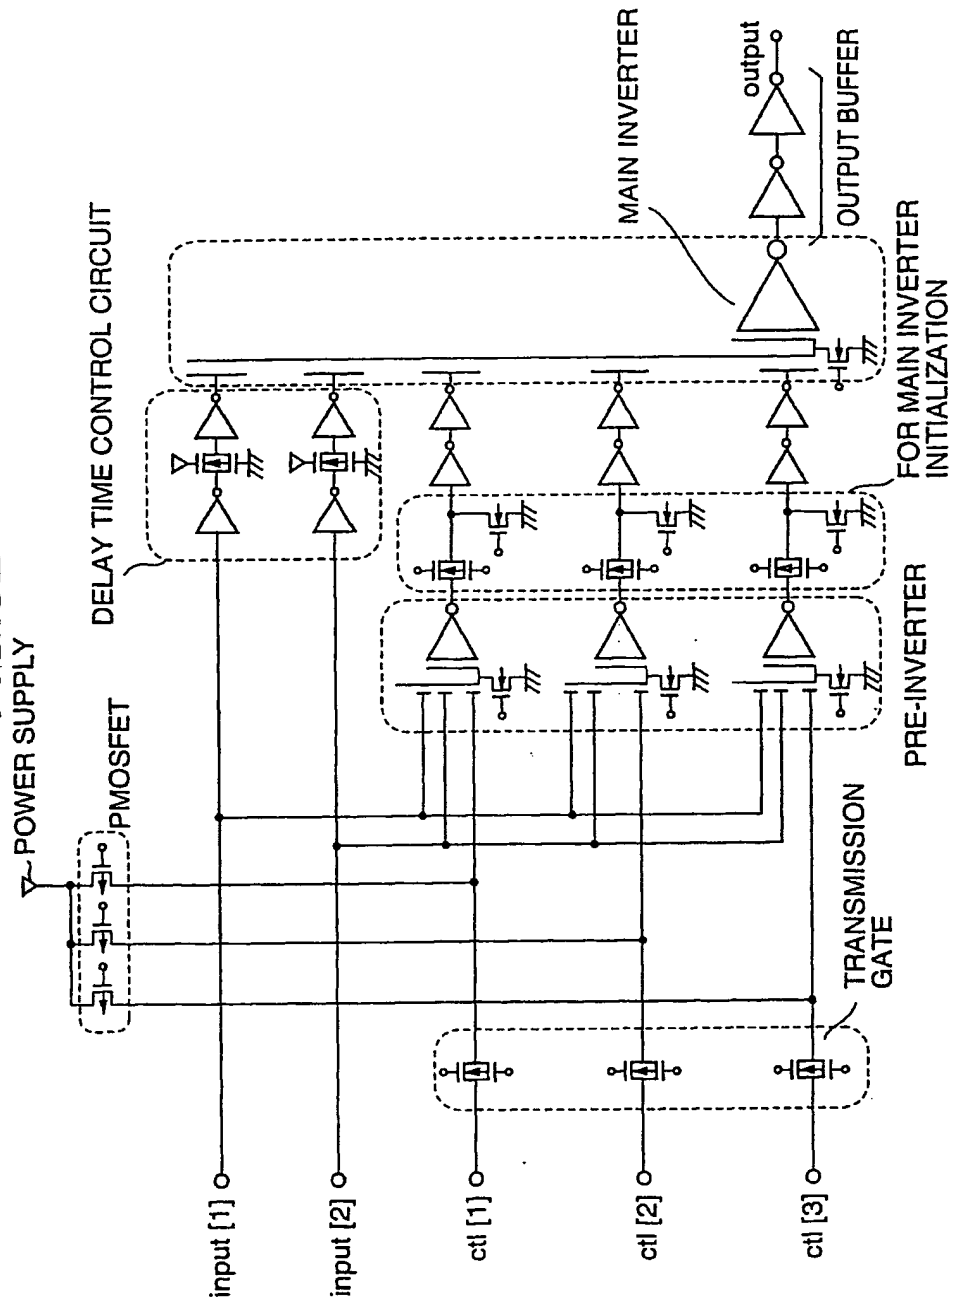 POWER SUPPLY
PMOSFET
DELAY TIME CONTROL CIRCUIT
MAIN INVERTER
output
OUTPUT BUFFER
FOR MAIN INVERTER
INITIALIZATION
PRE-INVERTER
TRANSMISSION
GATE
input [1]
input [2]
ctl [1]
ctl [2]
ctl [3]